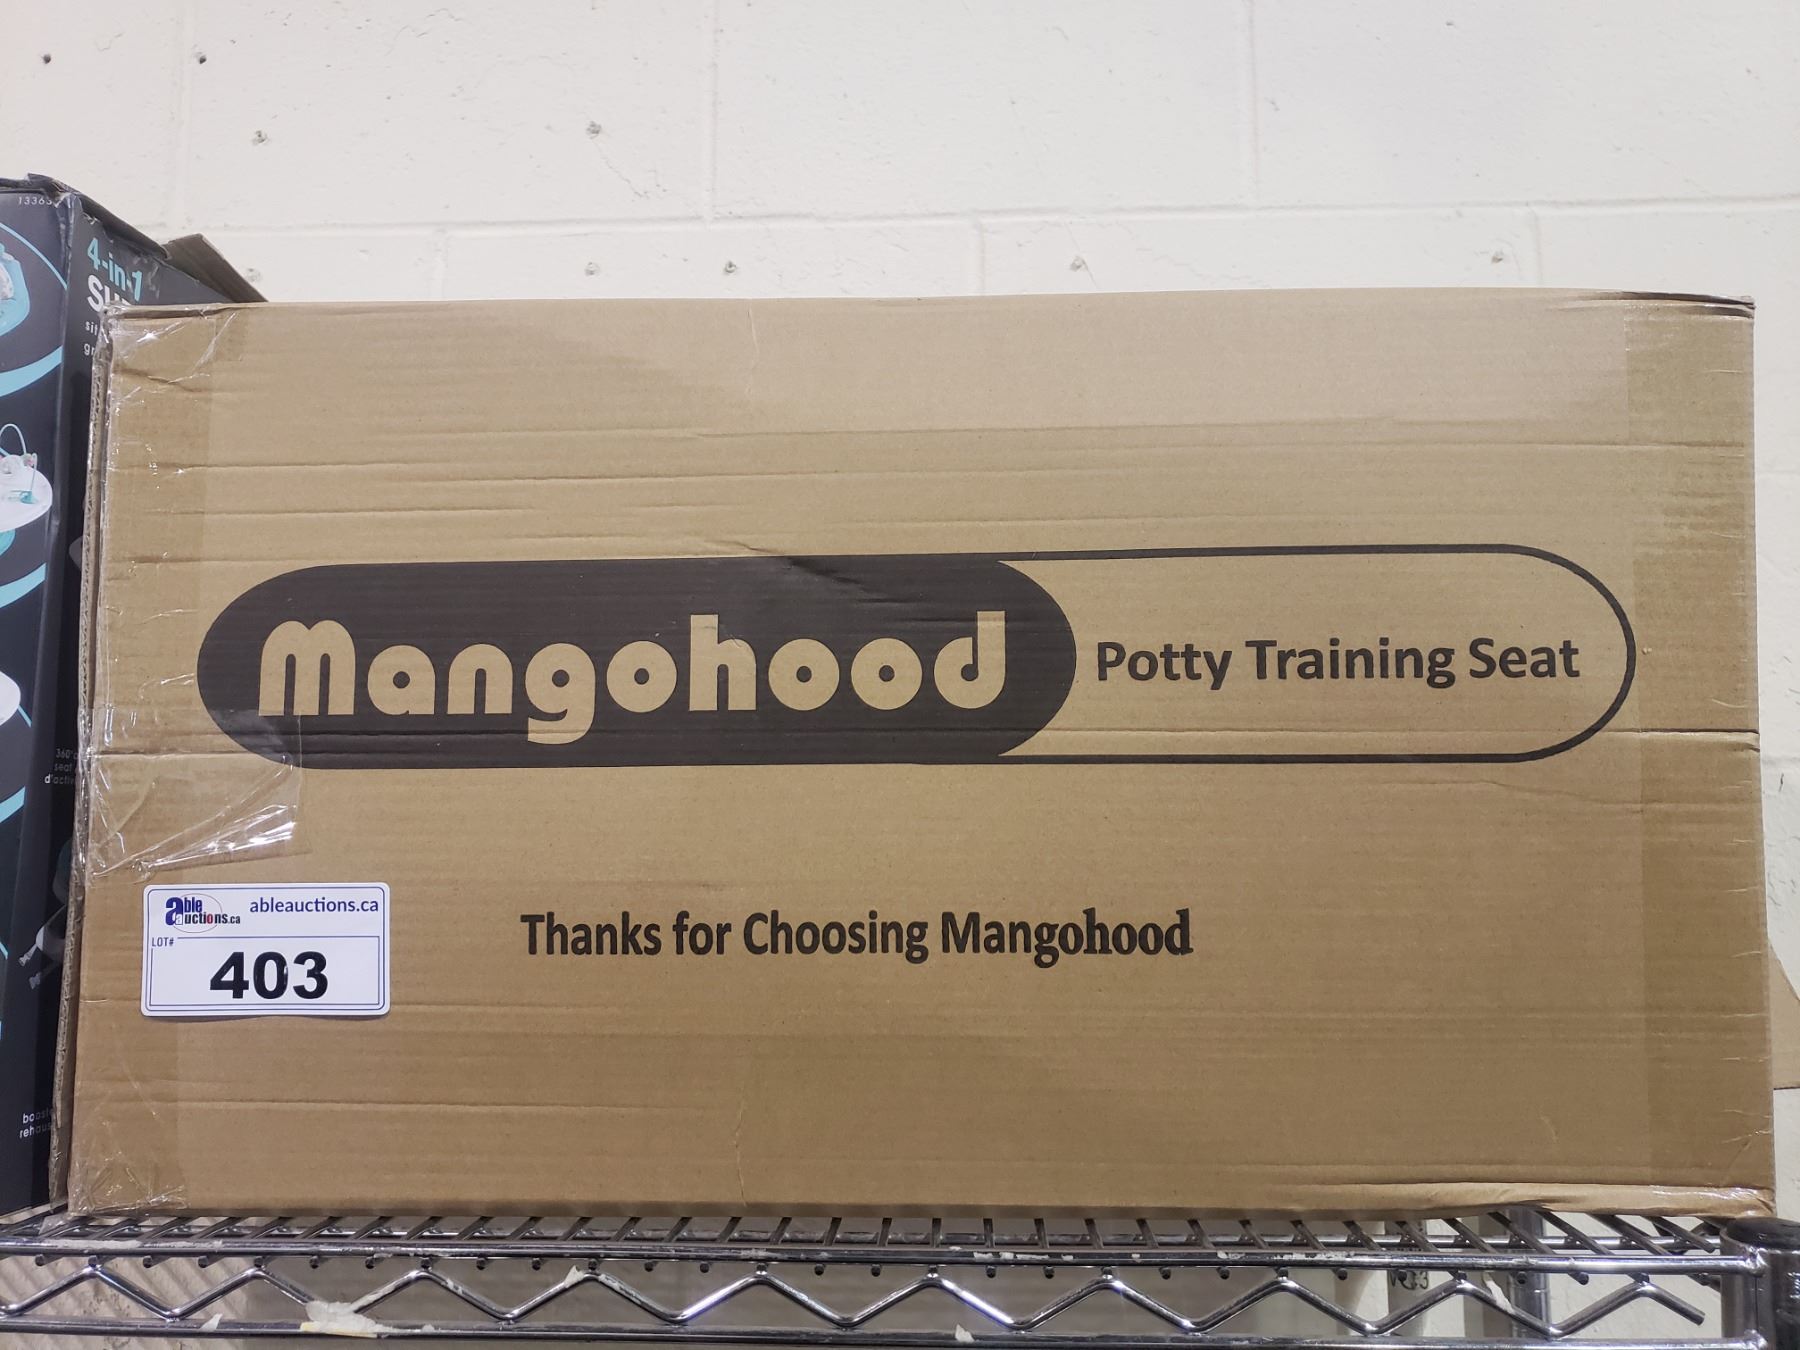 4-in-1
Mangohood
Potty Training Seat
Thanks for Choosing Mangohood
able
auctions.ca
ableauctions.ca
LOT#
403